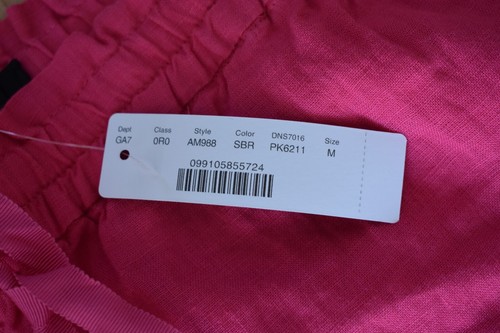 Dept Class Style Color DNS7016 Size
GA7 0R0 AM988 SBR PK6211 M
099105855724